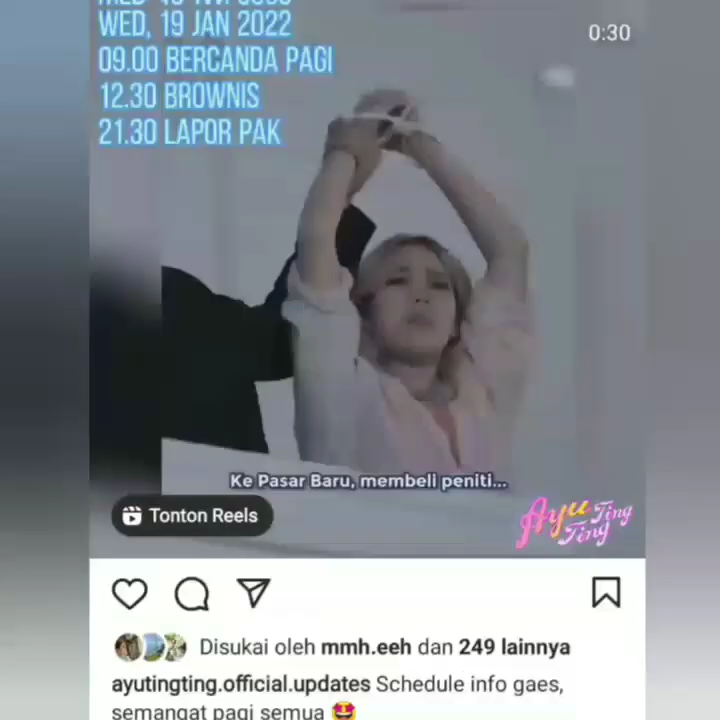 WED, 19 JAN 2022
0:30
09.00 BERCANDA PAGI
12.30 BROWNIS
21.30 LAPOR PAK
Ke Pasar Baru, membeli peniti...
Tonton Reels
Ayu Ting Ting
Disukai oleh mmh.eeh dan 249 lainnya
ayutingting.official.updates Schedule info gaes,
semangat pagi semua 🤩